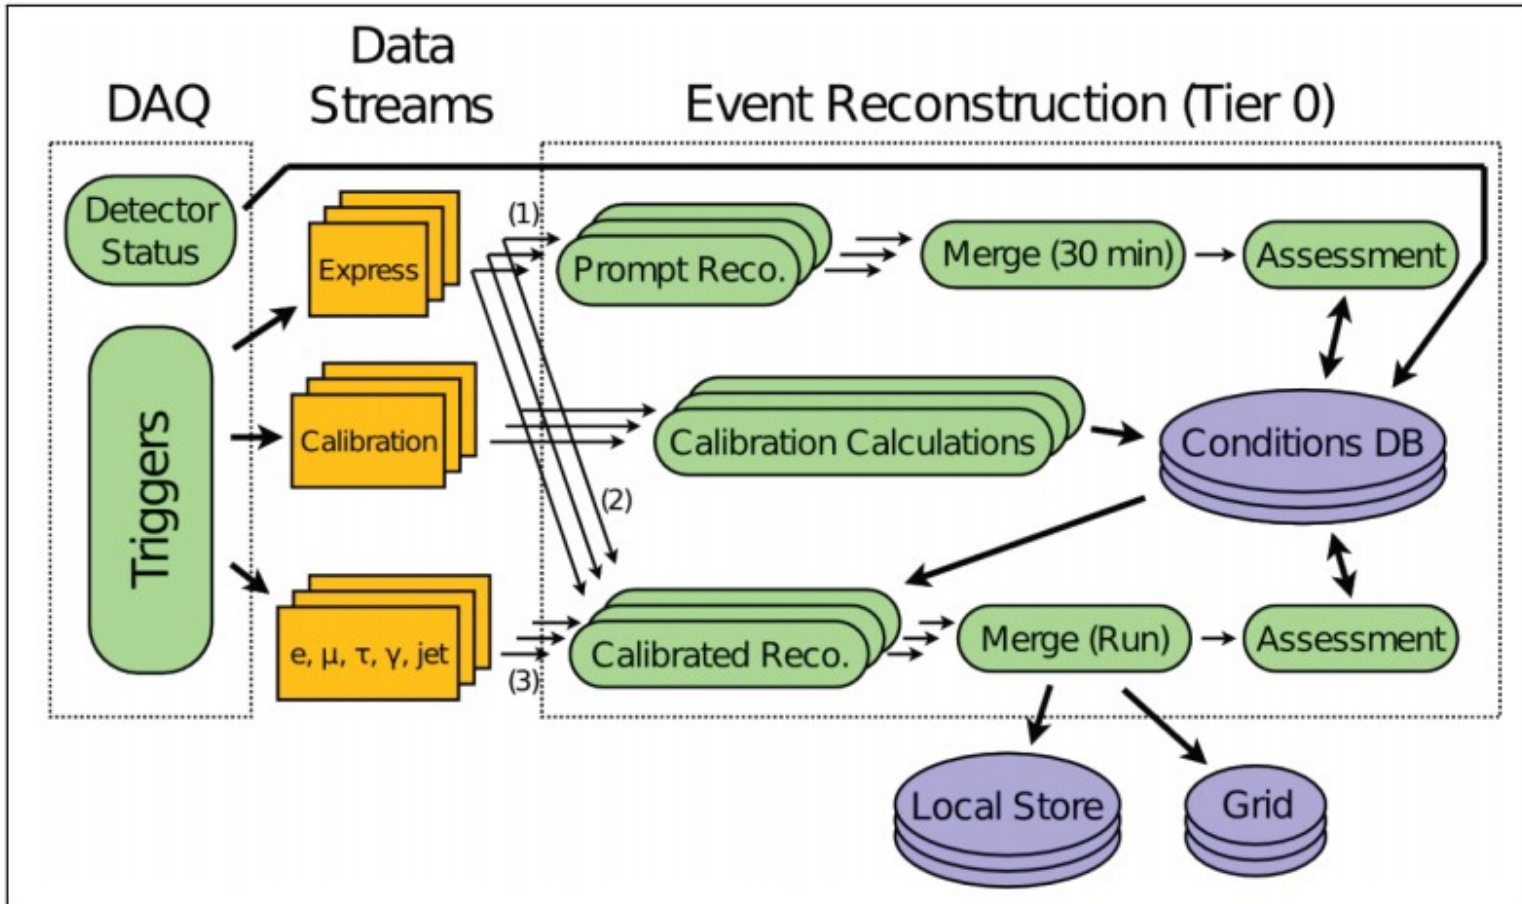 Data
Streams
DAQ
Event Reconstruction (Tier 0)
Detector
Status
Express
(1)
Prompt Reco.
Merge (30 min)
Assessment
Triggers
Calibration
Calibration Calculations
Conditions DB
(2)
e, μ, τ, γ, jet
(3)
Calibrated Reco.
Merge (Run)
Assessment
Local Store
Grid